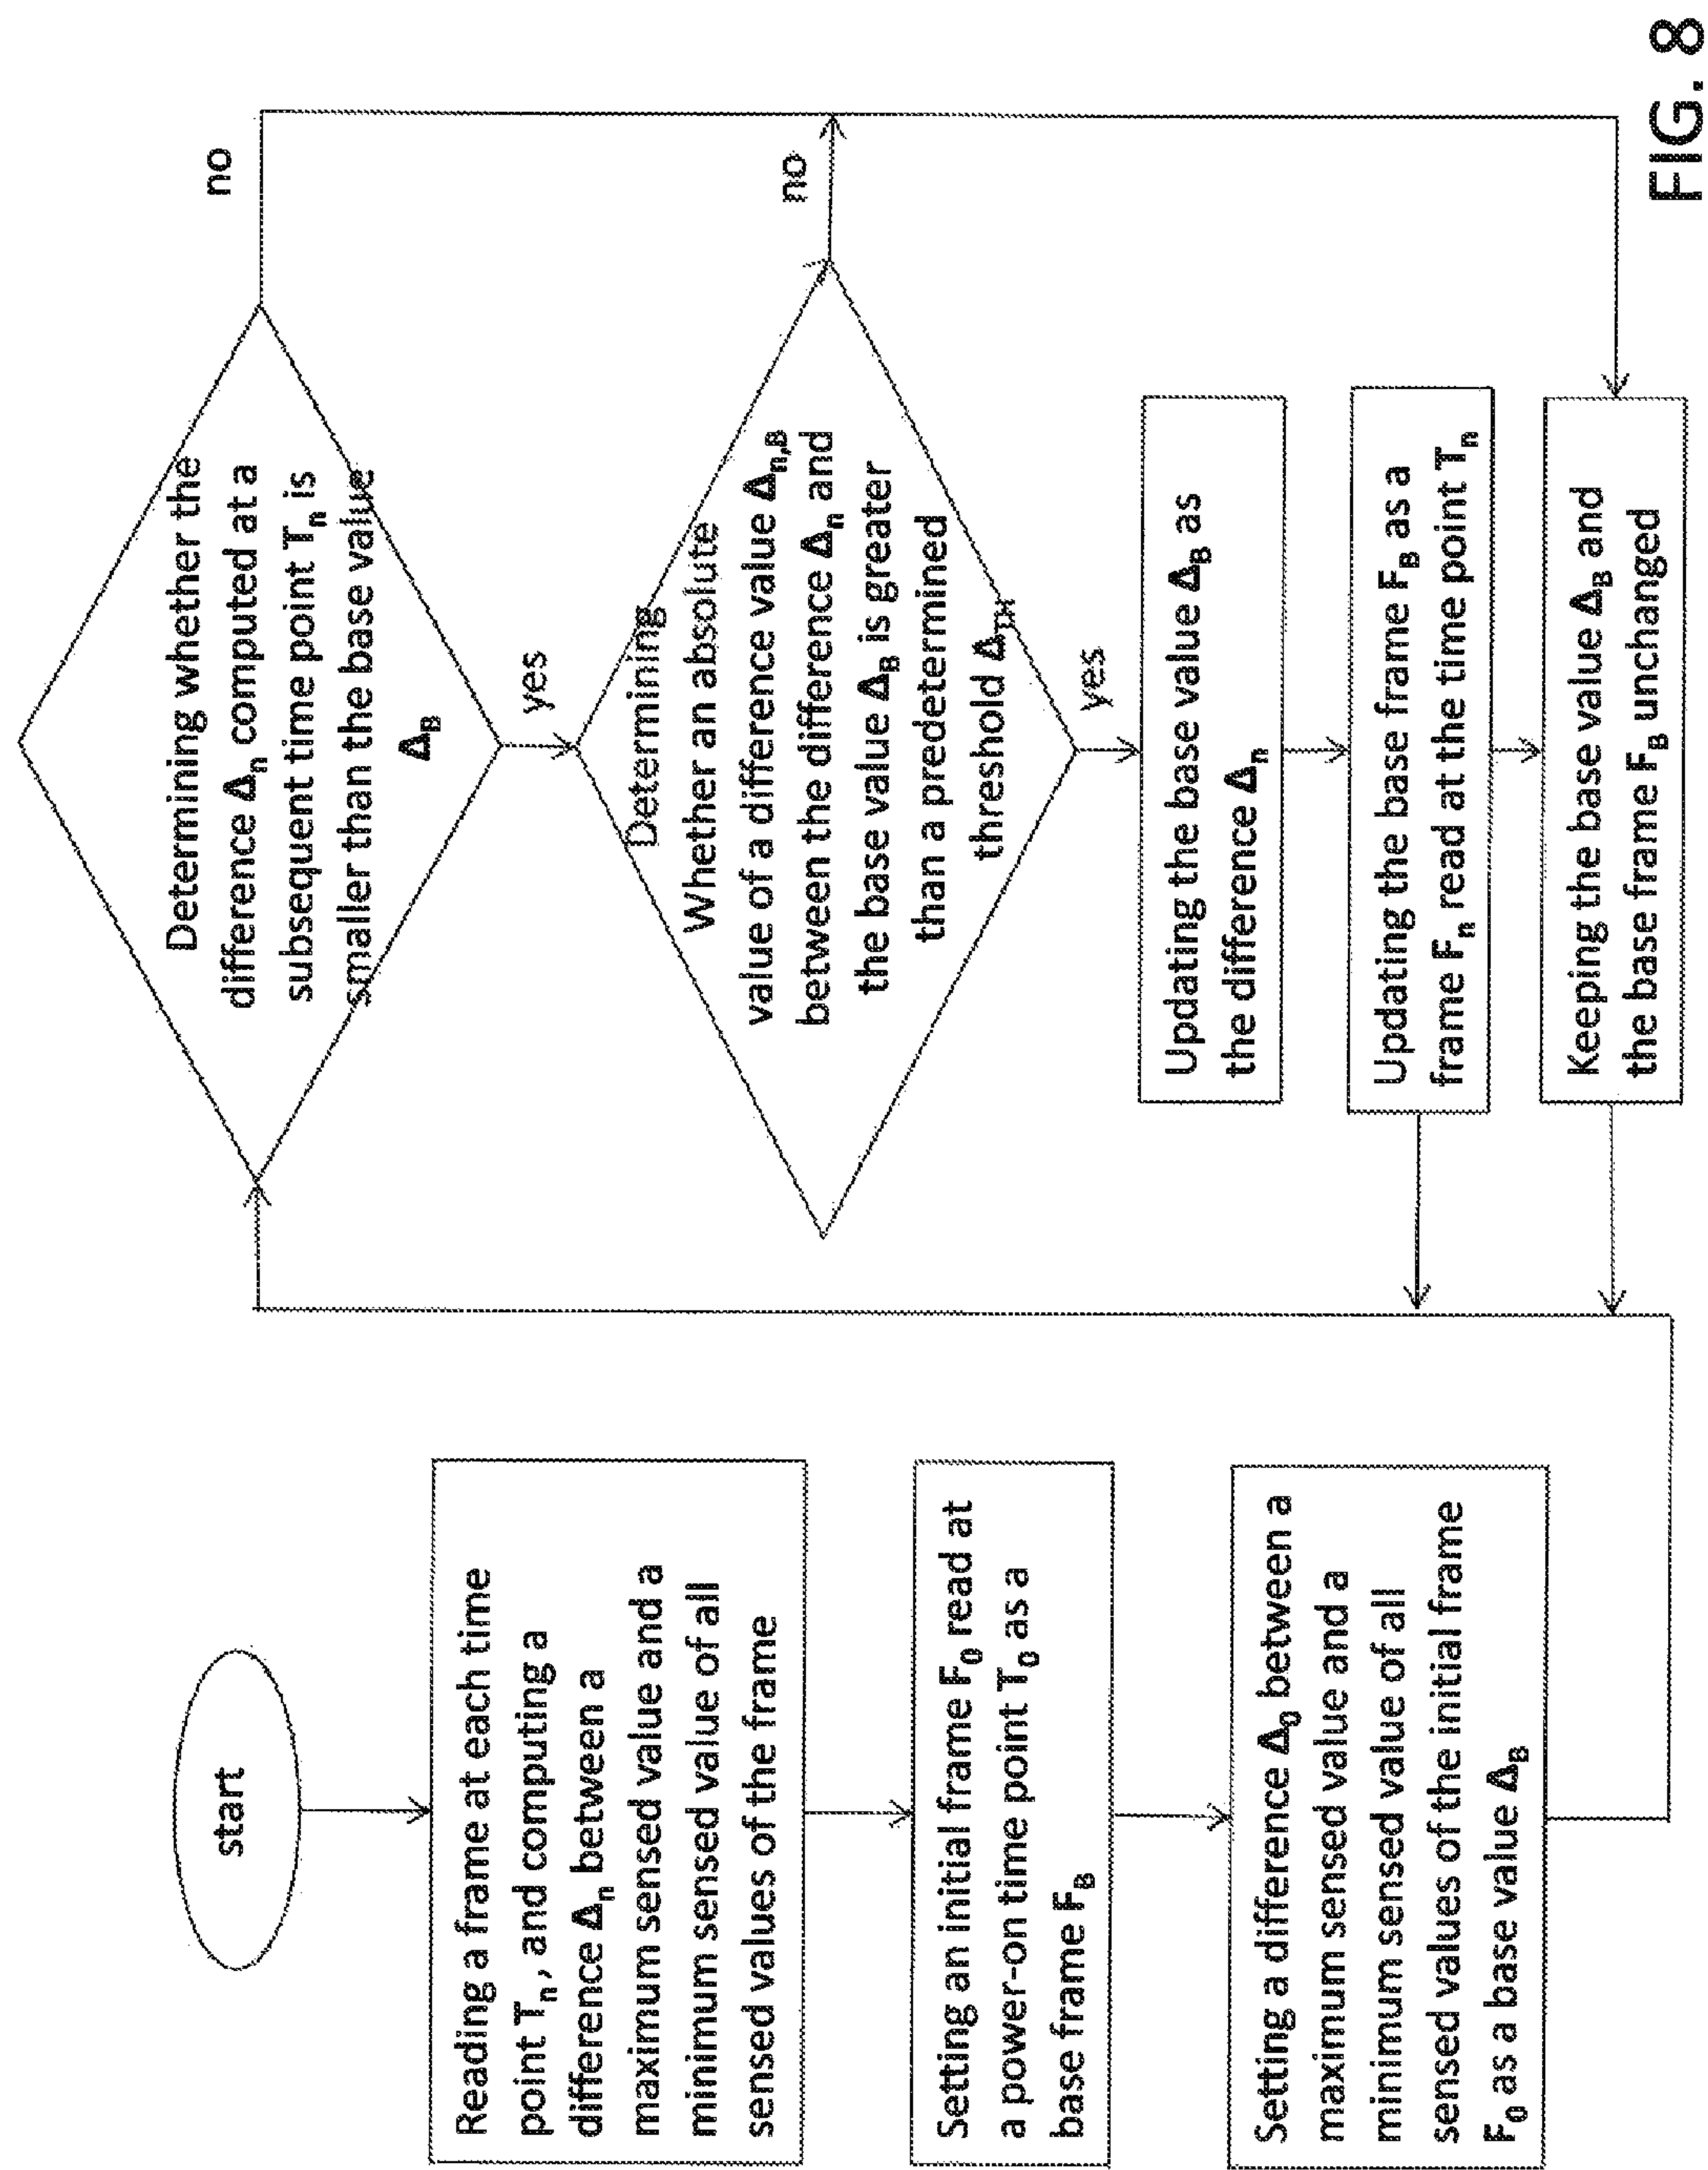 start
Reading a frame at each time
point Tn, and computing a
difference Δn between a
maximum sensed value and a
minimum sensed value of all
sensed values of the frame
Setting an initial frame F0 read at
a power-on time point T0 as a
base frame FB
Setting a difference Δ0 between a
maximum sensed value and a
minimum sensed value of all
sensed values of the initial frame
F0 as a base value ΔB
Determining whether the
difference Δn computed at a
subsequent time point Tn is
smaller than the base value
ΔB
no
yes
Determining
Whether an absolute
value of a difference value Δn,B
between the difference Δn and
the base value ΔB is greater
than a predetermined
threshold ΔTH
no
yes
Updating the base value ΔB as
the difference Δn
Updating the base frame FB as a
frame Fn read at the time point Tn
Keeping the base value ΔB and
the base frame FB unchanged
FIG. 8